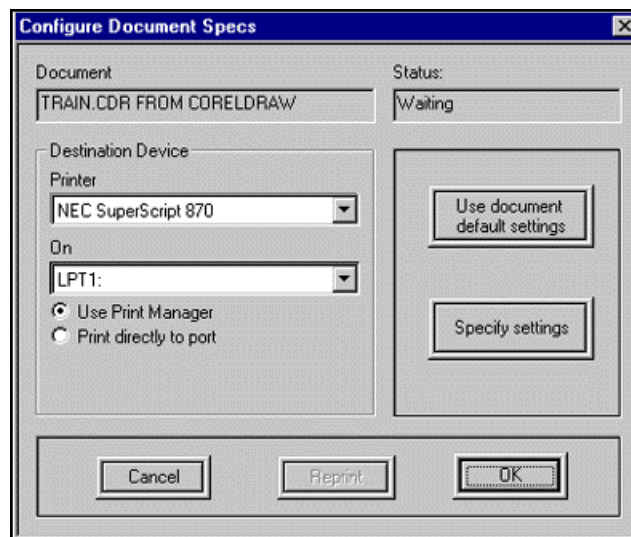 Configure Document Specs
Document
Status:
TRAIN.CDR FROM CORELDRAW
Waiting
Destination Device
Printer
NEC SuperScript 870
On
LPT1:
Use Print Manager
Print directly to port
Use document
default settings
Specify settings
Cancel
Reprint
OK